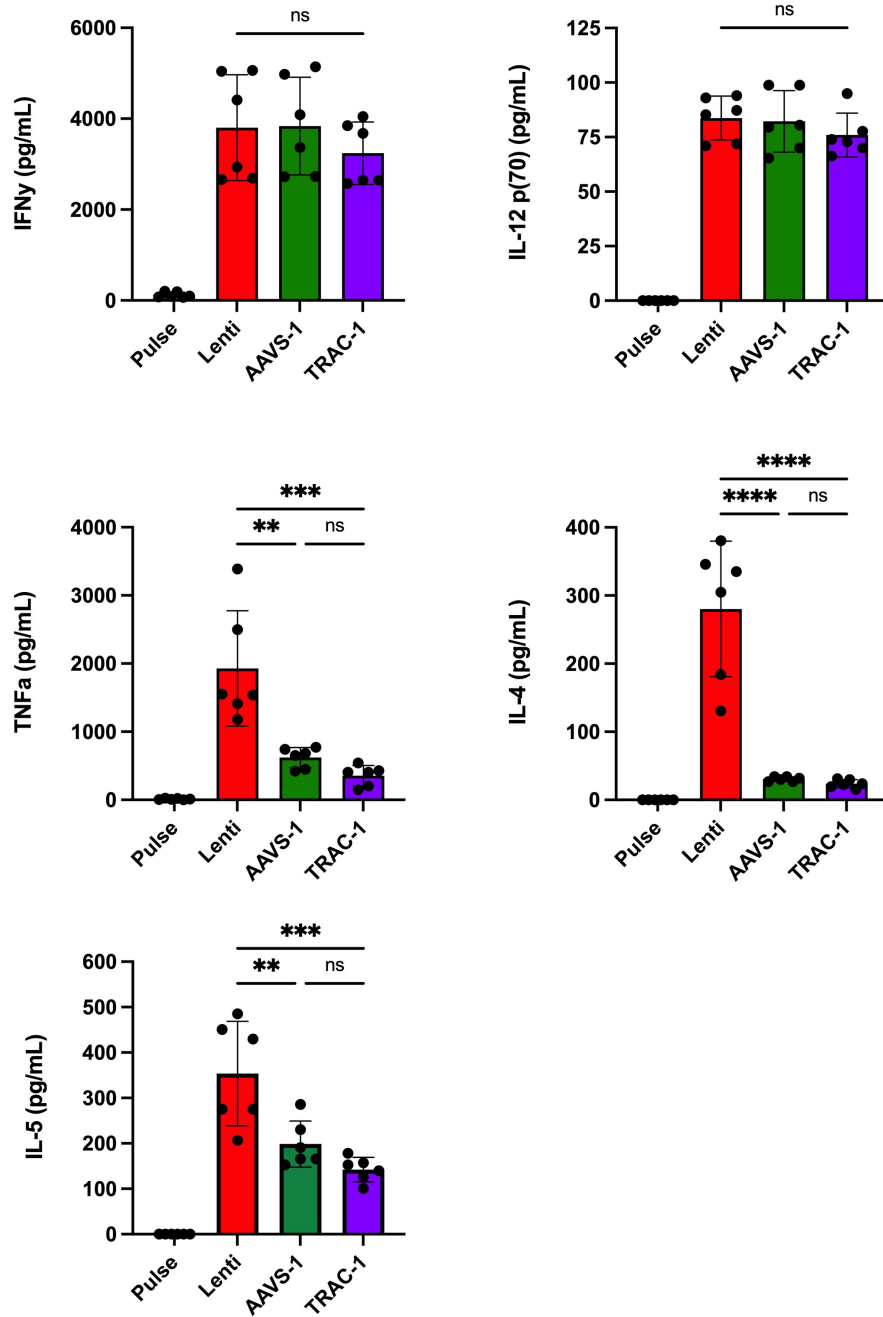 ns
6000
4000
2000
0
IFNy (pg/mL)
Pulse
Lenti
AAVS-1
TRAC-1
ns
125
100
75
50
25
0
IL-12 p(70) (pg/mL)
Pulse
Lenti
AAVS-1
TRAC-1
***
** ns
4000
3000
2000
1000
0
TNFa (pg/mL)
Pulse
Lenti
AAVS-1
TRAC-1
****
**** ns
400
300
200
100
0
IL-4 (pg/mL)
Pulse
Lenti
AAVS-1
TRAC-1
***
** ns
600
500
400
300
200
100
0
IL-5 (pg/mL)
Pulse
Lenti
AAVS-1
TRAC-1